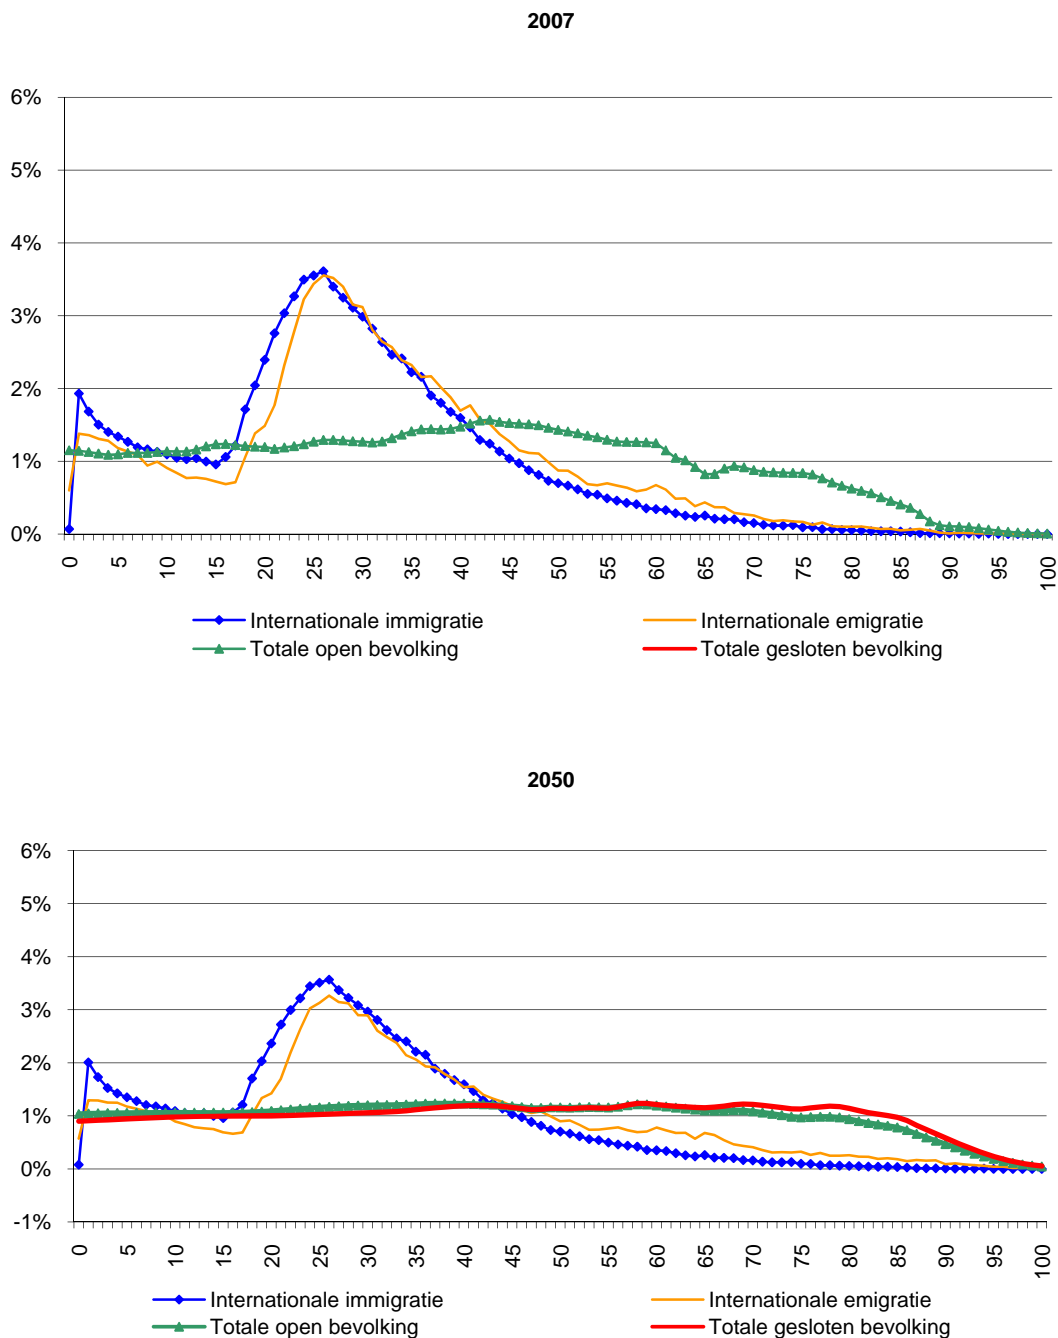 2007
6%
5%
4%
3%
2%
1%
0%
0 5 10 15 20 25 30 35 40 45 50 55 60 65 70 75 80 85 90 95 100
Internationale immigratie Internationale emigratie
Totale open bevolking Totale gesloten bevolking
2050
6%
5%
4%
3%
2%
1%
0%
-1%
0 5 10 15 20 25 30 35 40 45 50 55 60 65 70 75 80 85 90 95 100
Internationale immigratie Internationale emigratie
Totale open bevolking Totale gesloten bevolking